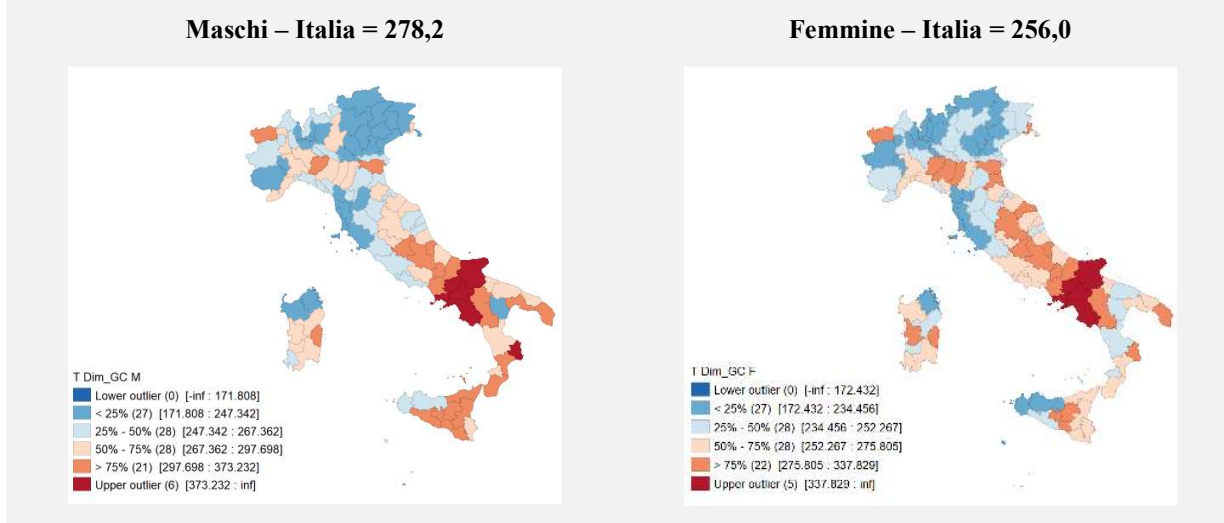 Maschi – Italia = 278,2
Femmine – Italia = 256,0
T Dim_GC M
Lower outlier (0) [-inf : 171.808]
< 25% (27) [171.808 : 247.342]
25% - 50% (28) [247.342 : 267.362]
50% - 75% (28) [267.362 : 297.698]
> 75% (21) [297.698 : 373.232]
Upper outlier (6) [373.232 : inf]
T Dim_GC F
Lower outlier (0) [-inf : 172.432]
< 25% (27) [172.432 : 234.456]
25% - 50% (28) [234.456 : 252.267]
50% - 75% (28) [252.267 : 275.805]
> 75% (22) [275.805 : 337.829]
Upper outlier (5) [337.829 : inf]